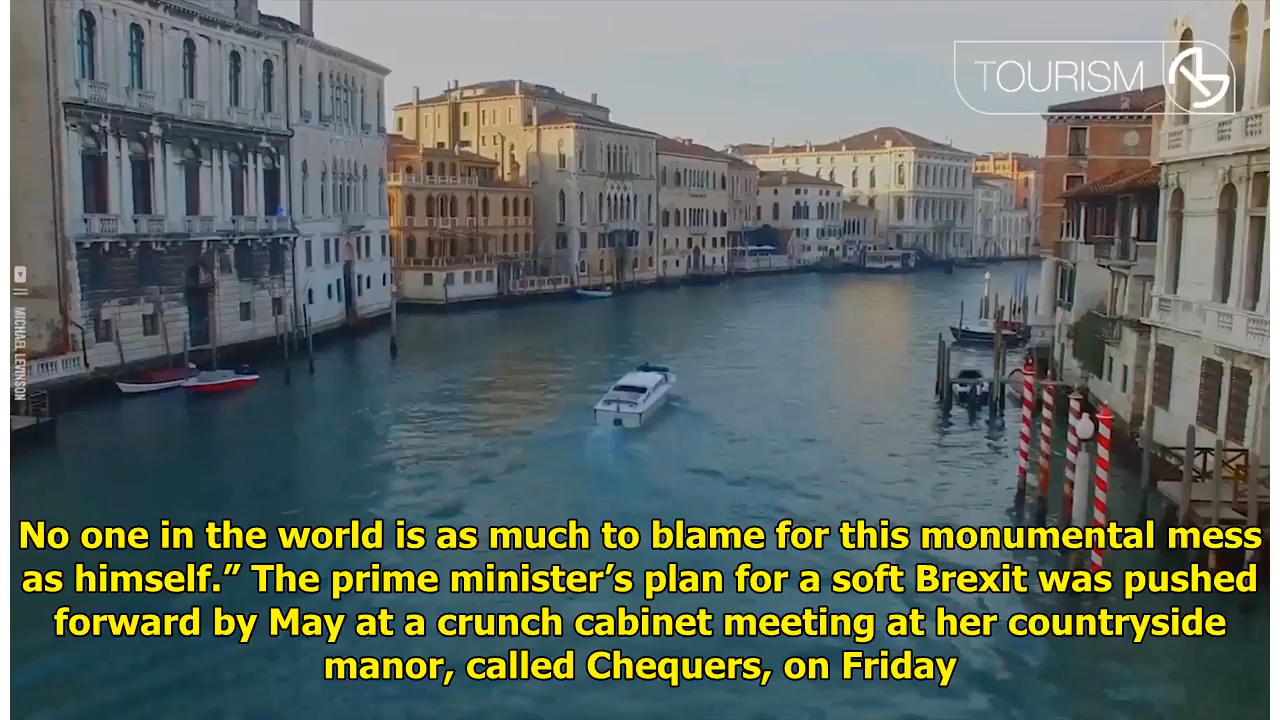 TOURISM
MICHAEL LEVINSON
No one in the world is as much to blame for this monumental mess
as himself.” The prime minister’s plan for a soft Brexit was pushed
forward by May at a crunch cabinet meeting at her countryside
manor, called Chequers, on Friday